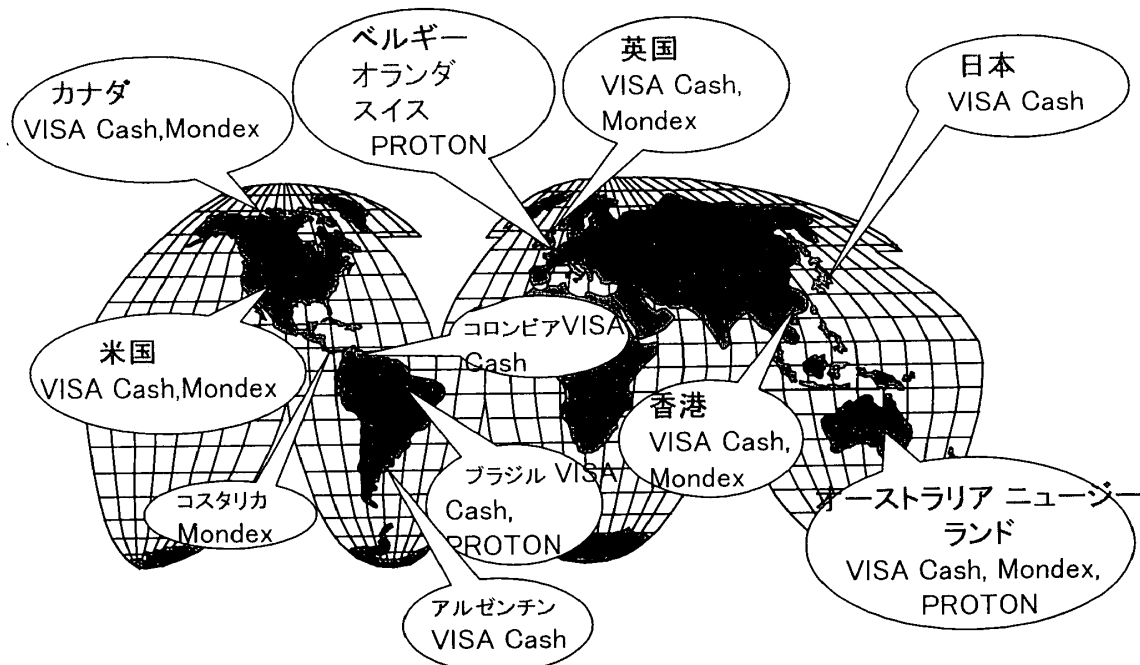 カナダ
VISA Cash,Mondex
ベルギー
オランダ
スイス
PROTON
英国
VISA Cash,
Mondex
日本
VISA Cash
米国
VISA Cash,Mondex
コロンビアVISA
Cash
香港
VISA Cash,
Mondex
コスタリカ
Mondex
ブラジル VISA
Cash,
PROTON
オーストラリア ニュージー
ランド
VISA Cash, Mondex,
PROTON
アルゼンチン
VISA Cash